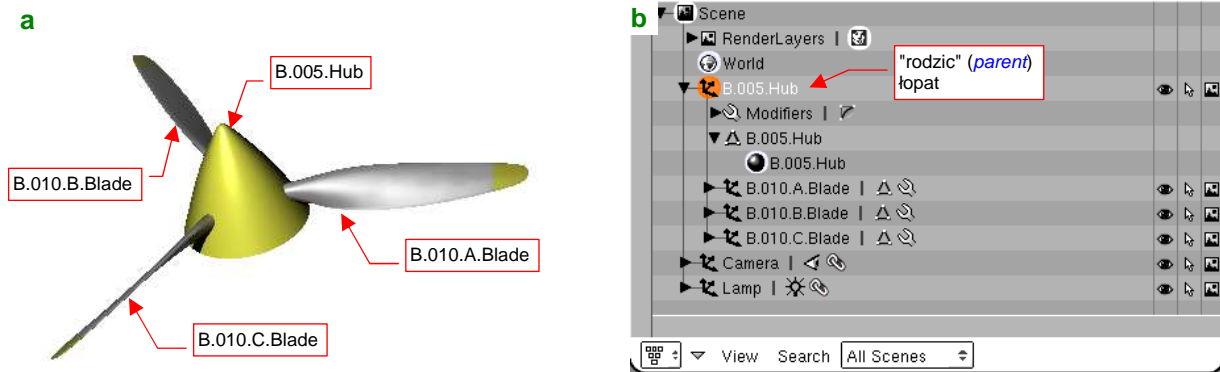 a
B.005.Hub
B.010.B.Blade
B.010.A.Blade
B.010.C.Blade
b
Scene
RenderLayers |
World
B.005.Hub
"rodzic" (parent)
łopat
Modifiers |
B.005.Hub
B.005.Hub
B.010.A.Blade |
B.010.B.Blade |
B.010.C.Blade |
Camera |
Lamp |
View Search All Scenes